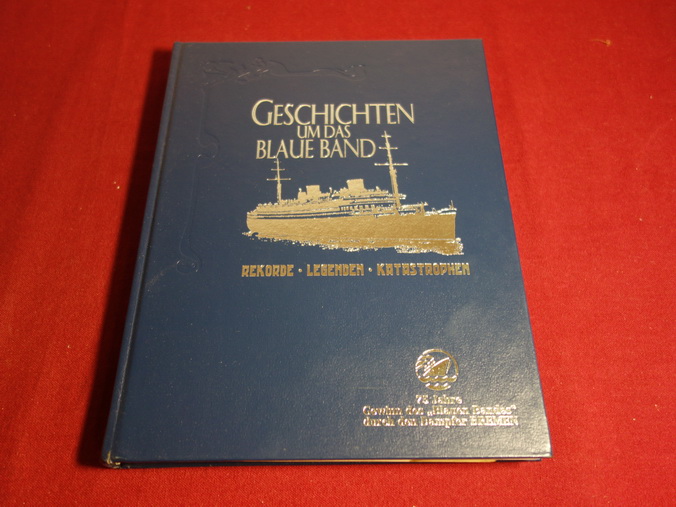 GESCHICHTEN
UM DAS
BLAUE BAND
REKORDE • LEGENDEN • KATASTROPHEN
75 Jahre
Gewinn des „Blauen Bandes“
durch den Dampfer BREMEN